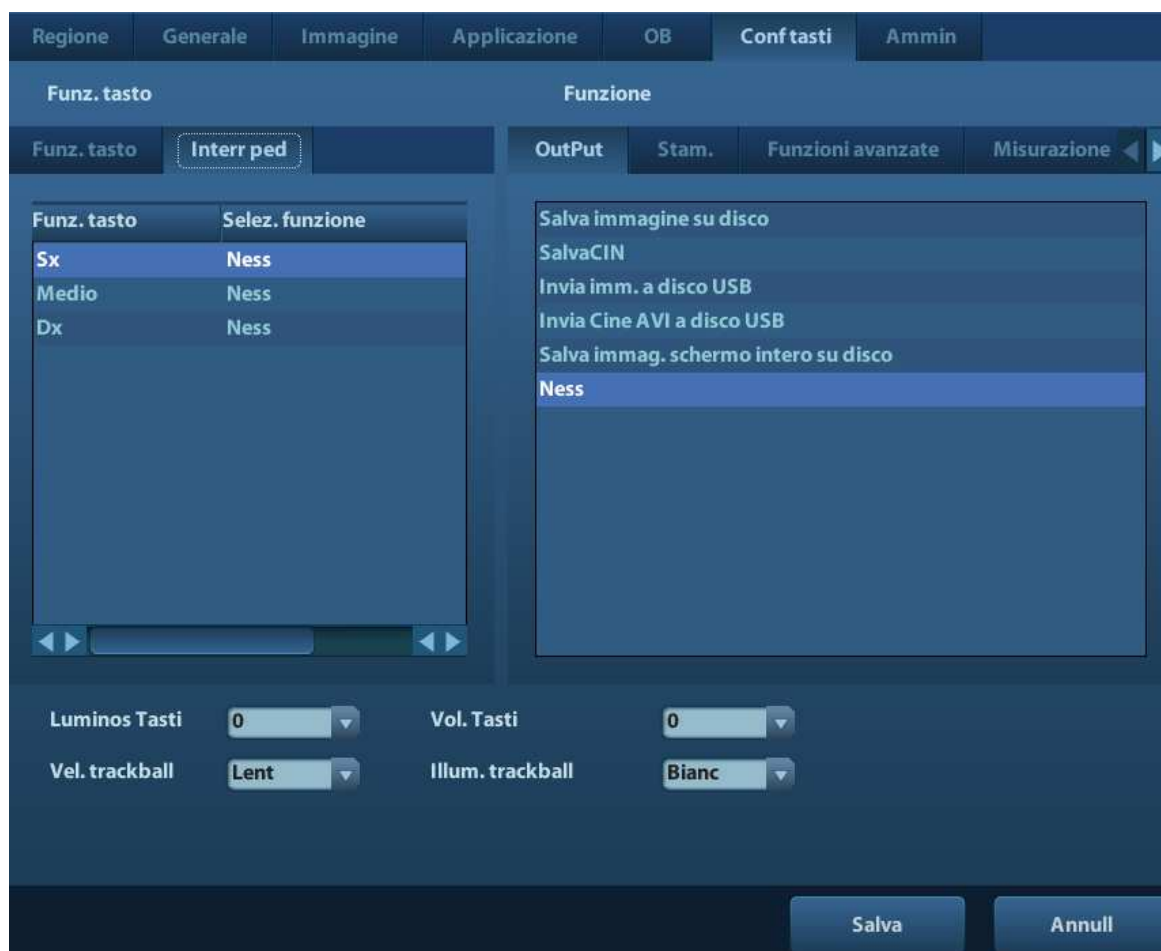 Regione Generale Immagine Applicazione OB Conf tasti Ammin
Funz. tasto Funzione
Funz. tasto Interr ped OutPut Stam. Funzioni avanzate Misurazione
Funz. tasto Selez. funzione
Sx Ness
Medio Ness
Dx Ness
Salva immagine su disco
SalvaCIN
Invia imm. a disco USB
Invia Cine AVI a disco USB
Salva immag. schermo intero su disco
Ness
Luminos Tasti 0 Vol. Tasti 0
Vel. trackball Lent Illum. trackball Bianc
Salva Annull